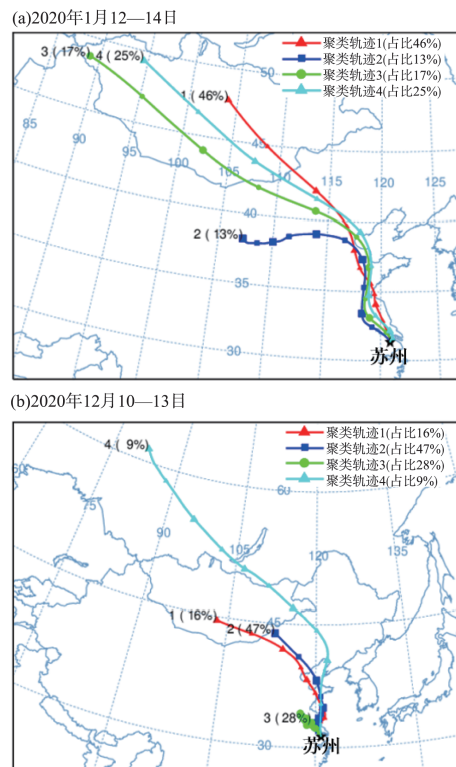 (a)2020年1月12—14日
3 (17%) 4 (25%)
1 (46%)
2 (13%)
聚类轨迹1(占比46%)
聚类轨迹2(占比13%)
聚类轨迹3(占比17%)
聚类轨迹4(占比25%)
50
45
40
35
30
85
90
95
100
105
115
120
125
苏州
(b)2020年12月10—13日
4 ( 9%)
聚类轨迹1(占比16%)
聚类轨迹2(占比47%)
聚类轨迹3(占比28%)
聚类轨迹4(占比9%)
60
60
105
120
135
1 (16%)
2 (47%)
45
3 (28%)
30
苏州